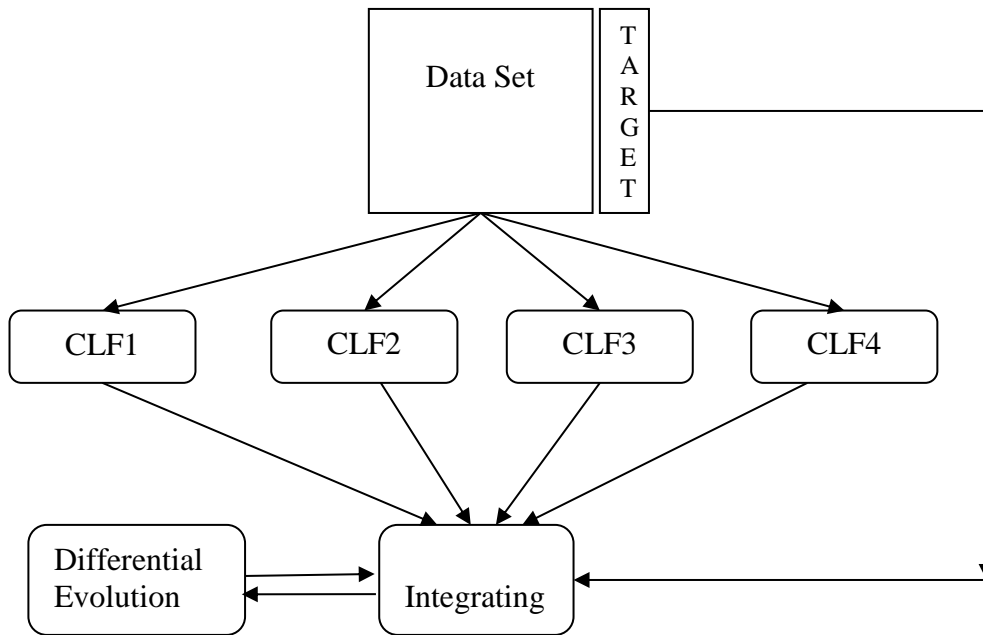 Data Set
T
A
R
G
E
T
CLF1
CLF2
CLF3
CLF4
Differential
Evolution
Integrating